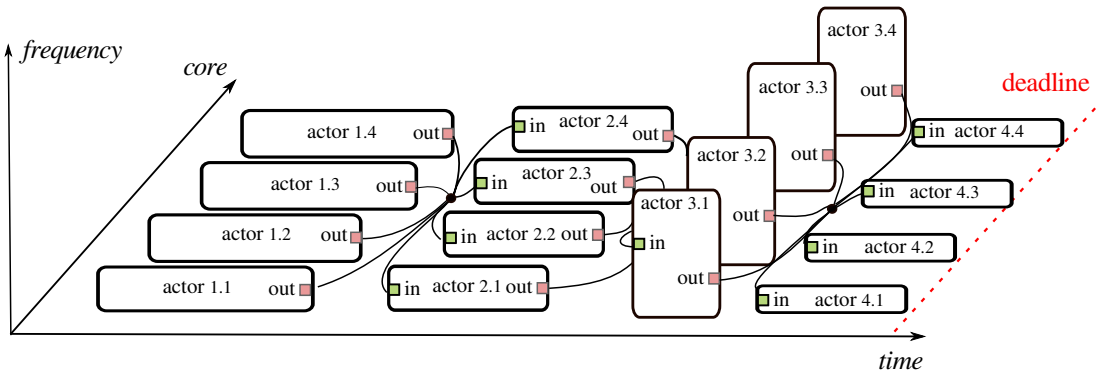 frequency
core
actor 3.4
out
actor 3.3
out
deadline
actor 1.4 out
in actor 2.4 out
in actor 4.4
actor 1.3 out
in actor 2.3 out
actor 3.2
out
in actor 4.3
actor 1.2 out
in actor 2.2 out
actor 3.1
in
out
in actor 4.2
actor 1.1 out
in actor 2.1 out
in actor 4.1
time